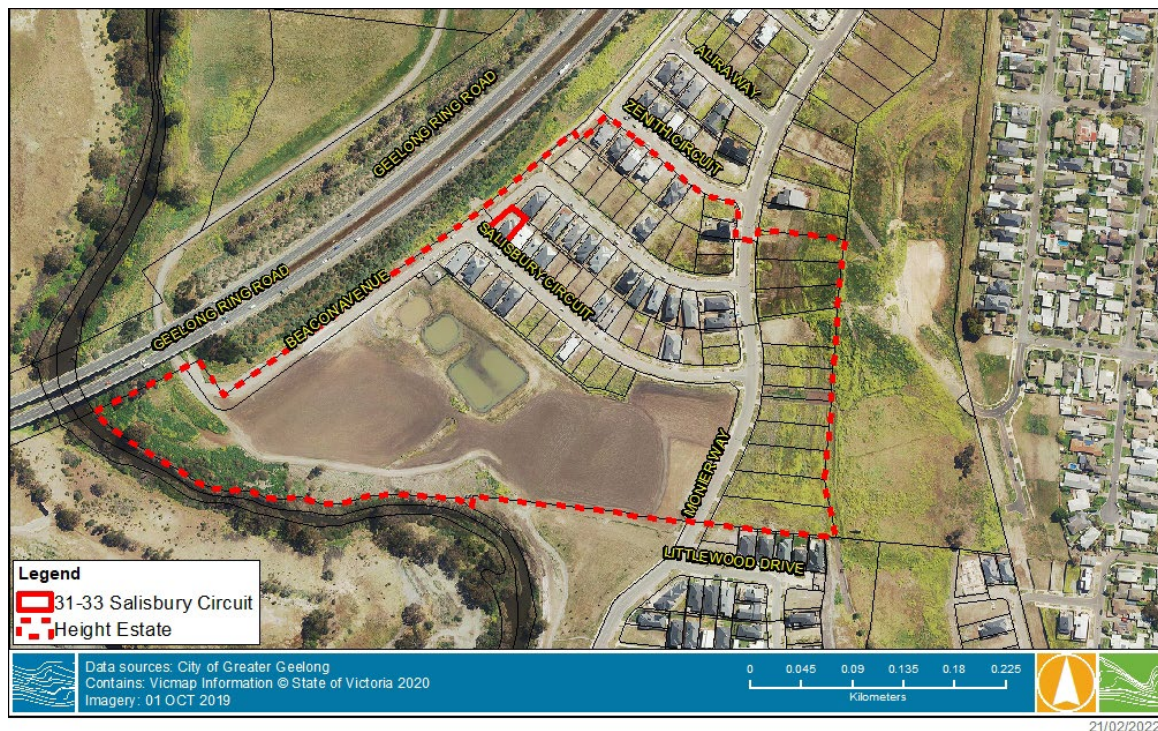 ALIRA WAY
ZENITH CIRCUIT
GEELONG RING ROAD
SALISBURY CIRCUIT
GEELONG RING ROAD
BEACON AVENUE
MONIER WAY
LITTLEWOOD DRIVE
Legend
31-33 Salisbury Circuit
Height Estate
Data sources: City of Greater Geelong
Contains: Vicmap Information © State of Victoria 2020
Imagery: 01 OCT 2019
0 0.045 0.09 0.135 0.18 0.225
Kilometers
21/02/2022